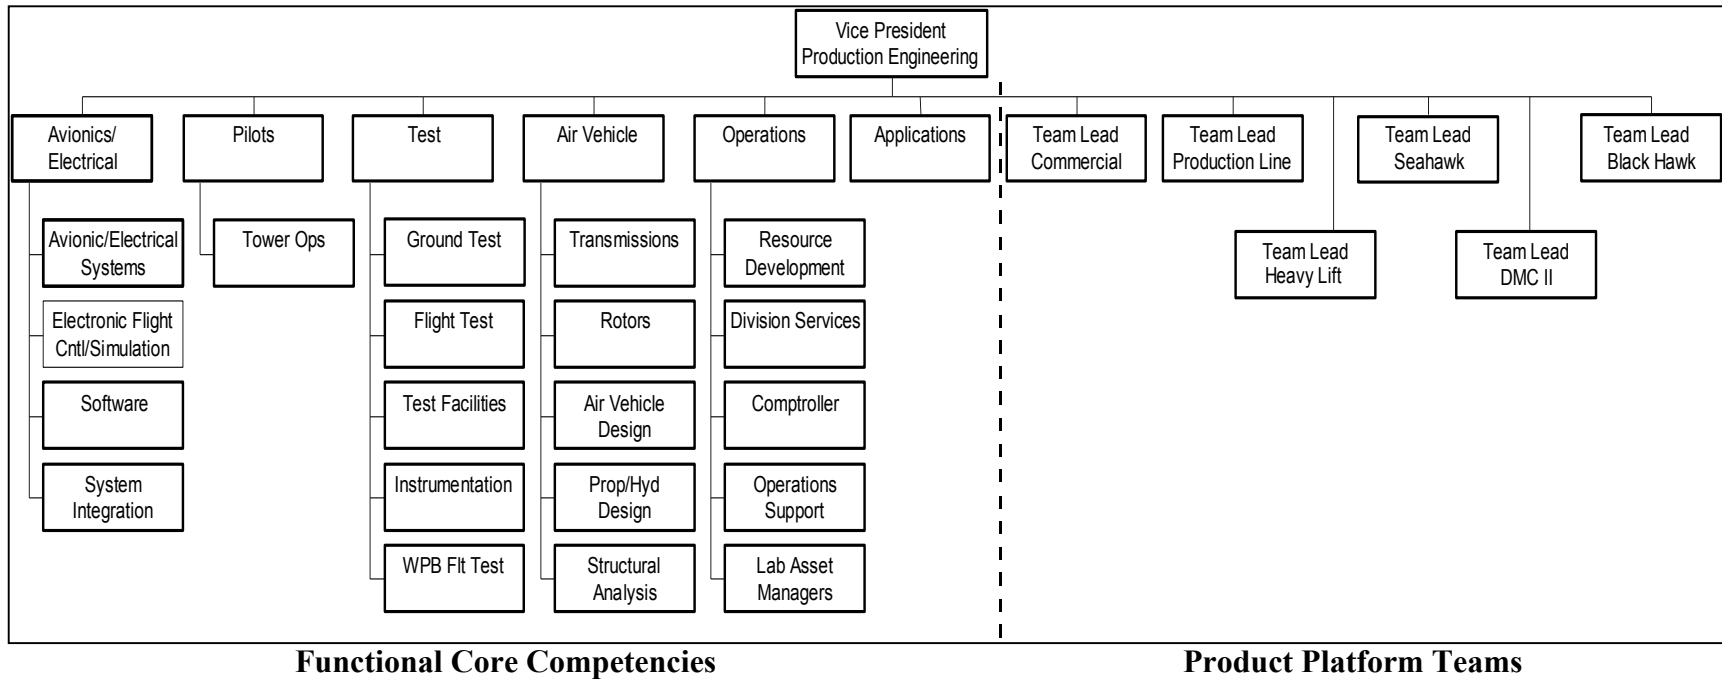 Vice President
Production Engineering
Avionics/
Electrical
Pilots
Test
Air Vehicle
Operations
Applications
Team Lead
Commercial
Team Lead
Production Line
Team Lead
Seahawk
Team Lead
Black Hawk
Avionic/Electrical
Systems
Tower Ops
Ground Test
Transmissions
Resource
Development
Team Lead
Heavy Lift
Team Lead
DMC II
Electronic Flight
Cntl/Simulation
Flight Test
Rotors
Division Services
Software
Test Facilities
Air Vehicle
Design
Comptroller
System
Integration
Instrumentation
Prop/Hyd
Design
Operations
Support
WPB Flt Test
Structural
Analysis
Lab Asset
Managers
Functional Core Competencies
Product Platform Teams